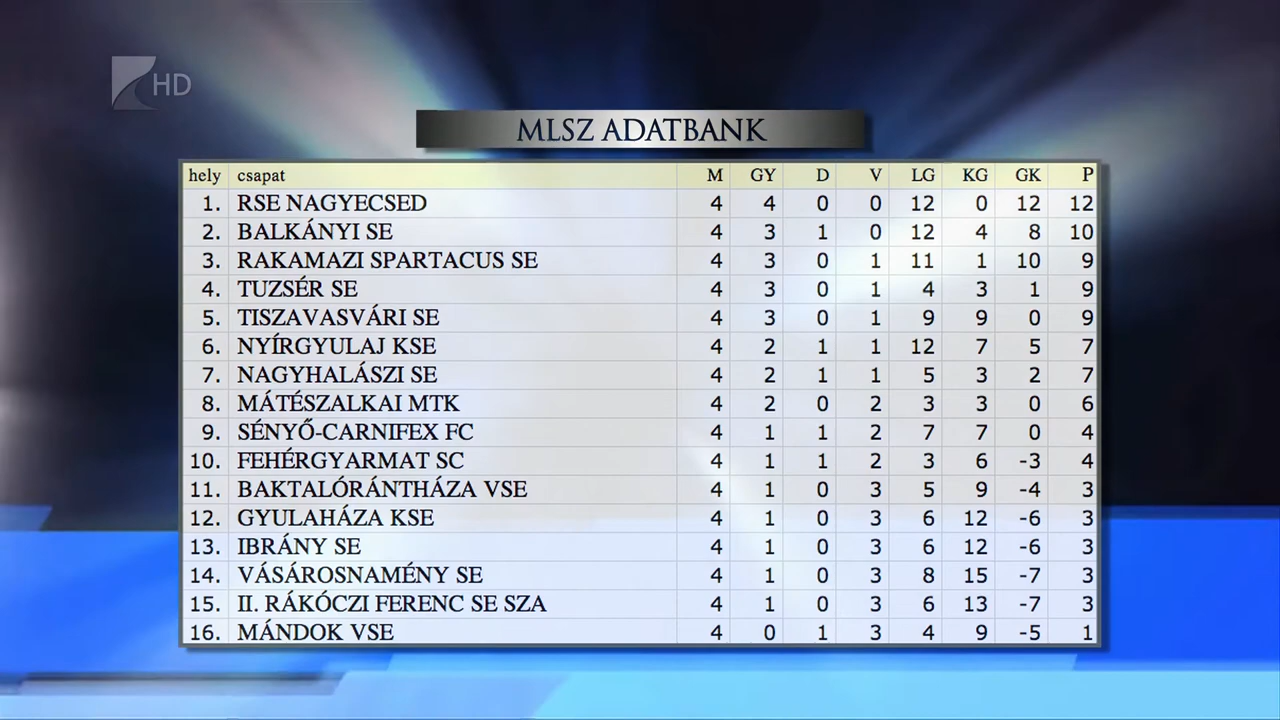 HD
MLSZ ADATBANK
hely csapat M GY D V LG KG GK P
1. RSE NAGYECSED 4 4 0 0 12 0 12 12
2. BALKÁNYI SE 4 3 1 0 12 4 8 10
3. RAKAMAZI SPARTACUS SE 4 3 0 1 11 1 10 9
4. TUZSÉR SE 4 3 0 1 4 3 1 9
5. TISZAVASVÁRI SE 4 3 0 1 9 9 0 9
6. NYÍRGYULAJ KSE 4 2 1 1 12 7 5 7
7. NAGYHALÁSZI SE 4 2 1 1 5 3 2 7
8. MÁTÉSZALKAI MTK 4 2 0 2 3 3 0 6
9. SÉNYŐ-CARNIFEX FC 4 1 1 2 7 7 0 4
10. FEHÉRGYARMAT SC 4 1 1 2 3 6 -3 4
11. BAKTALÓRÁNTHÁZA VSE 4 1 0 3 5 9 -4 3
12. GYULAHÁZA KSE 4 1 0 3 6 12 -6 3
13. IBRÁNY SE 4 1 0 3 6 12 -6 3
14. VÁSÁROSNAMÉNY SE 4 1 0 3 8 15 -7 3
15. II. RÁKÓCZI FERENC SE SZA 4 1 0 3 6 13 -7 3
16. MÁNDOK VSE 4 0 1 3 4 9 -5 1